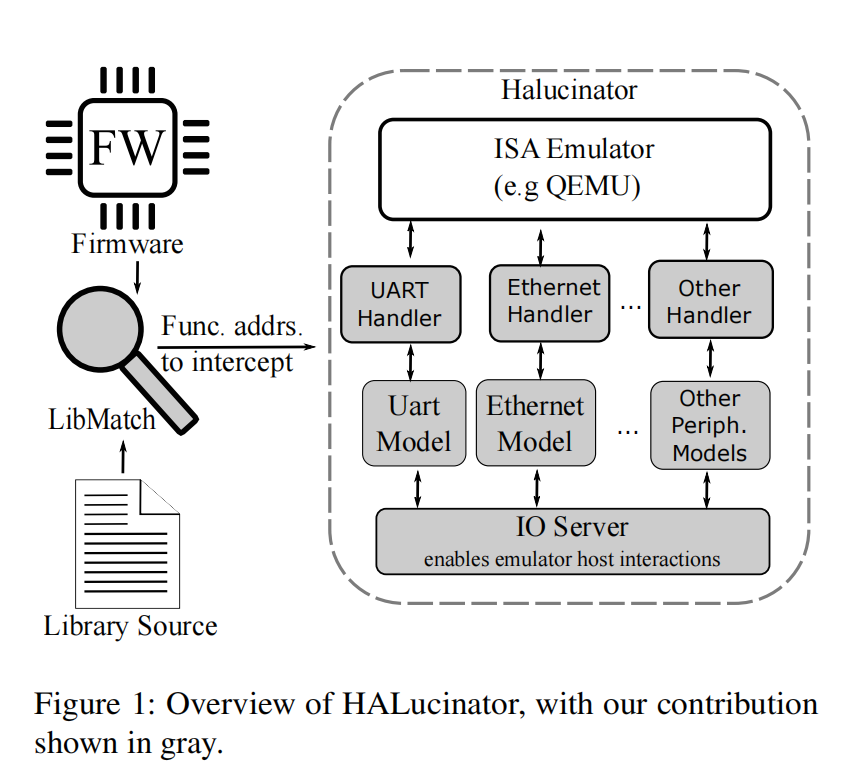 FW
Firmware
Func. addrs.
to intercept
LibMatch
Library Source
Halucinator
ISA Emulator
(e.g QEMU)
UART
Handler
Ethernet
Handler
...
Other
Handler
Uart
Model
Ethernet
Model
...
Other
Periph.
Models
IO Server
enables emulator host interactions
Figure 1: Overview of HALucinator, with our contribution
shown in gray.